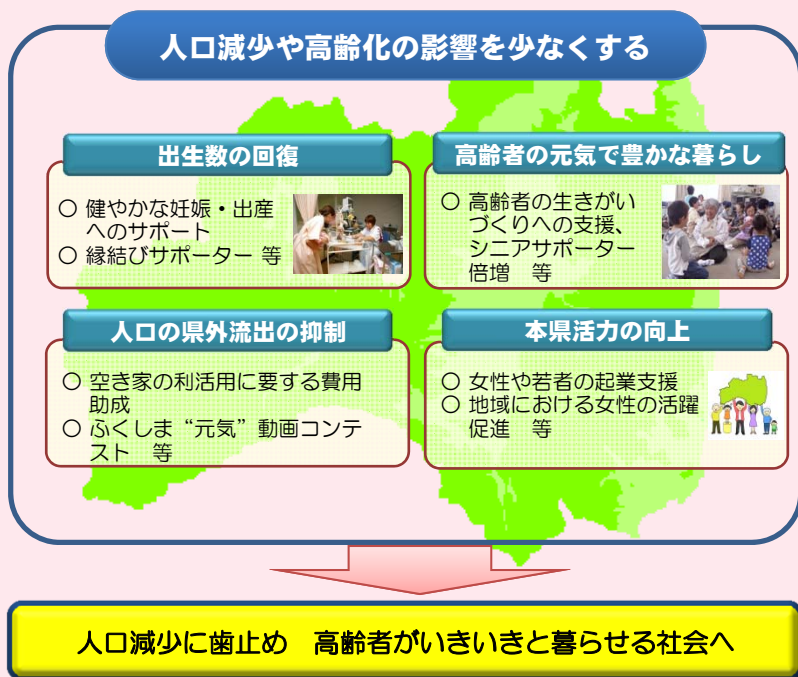 人口減少や高齢化の影響を少なくする
出生数の回復
○ 健やかな妊娠・出産
へのサポート
○ 縁結びサポーター 等
高齢者の元気で豊かな暮らし
○ 高齢者の生きがい
づくりへの支援、
シニアサポーター
倍増　等
人口の県外流出の抑制
○ 空き家の利活用に要する費用
助成
○ ふくしま“元気”動画コンテ
スト　等
本県活力の向上
○ 女性や若者の起業支援
○ 地域における女性の活躍
促進　等
人口減少に歯止め　高齢者がいきいきと暮らせる社会へ